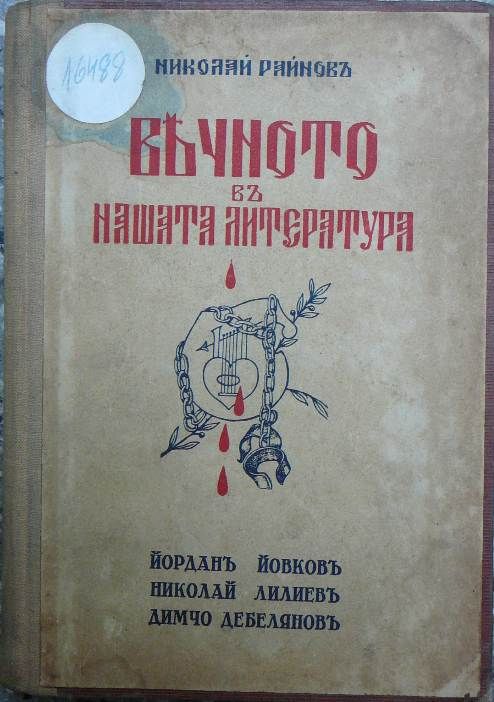 16488
НИКОЛАЙ РАЙНОВЪ
ВѢЧНОТО
ВЪ
НАШАТА ЛИТЕРАТУРА
ЙОРДАНЪ ЙОВКОВЪ
НИКОЛАЙ ЛИЛИЕВЪ
ДИМЧО ДЕБЕЛЯНОВЪ